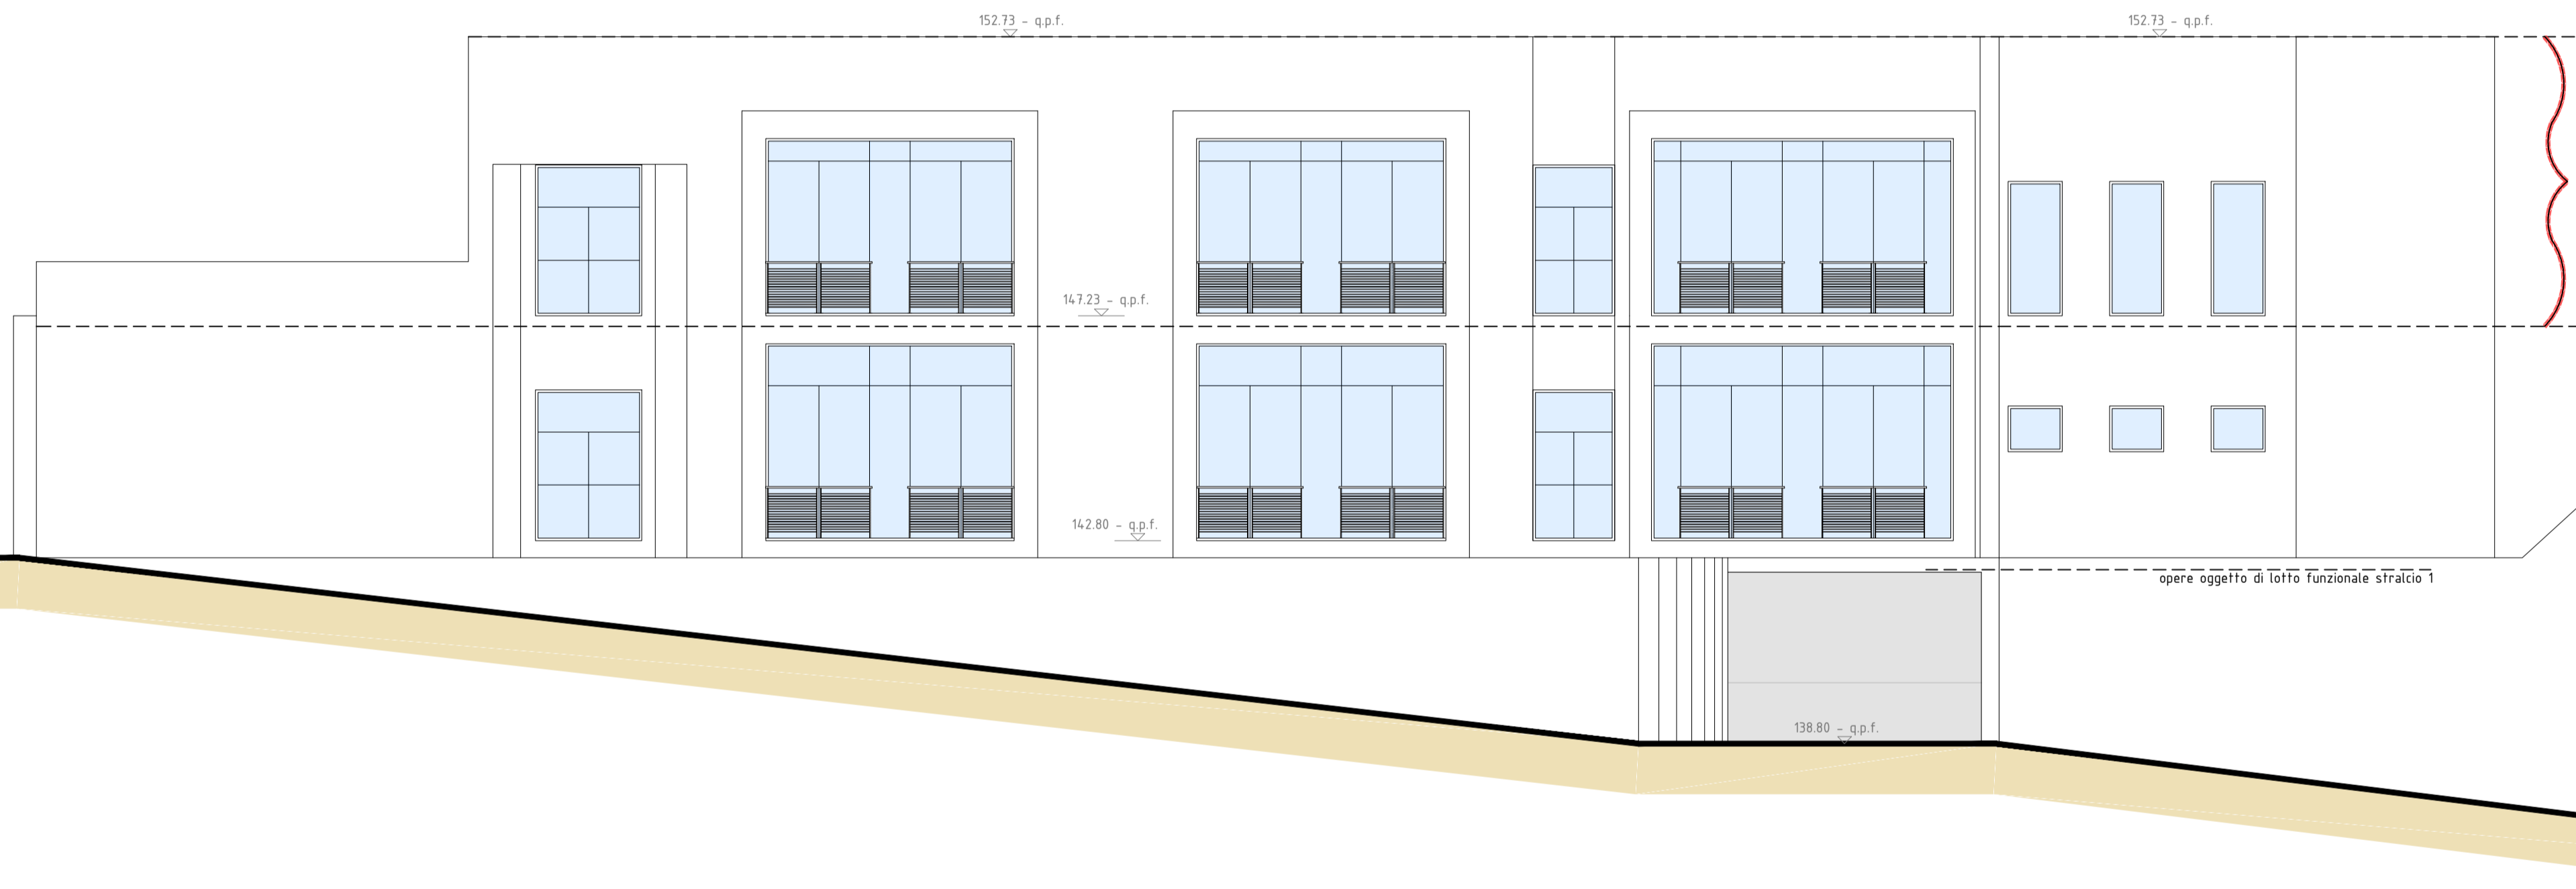 152.73 - q.p.f.
152.73 - q.p.f.
147.23 - q.p.f.
142.80 - q.p.f.
opere oggetto di lotto funzionale stralcio 1
138.80 - q.p.f.